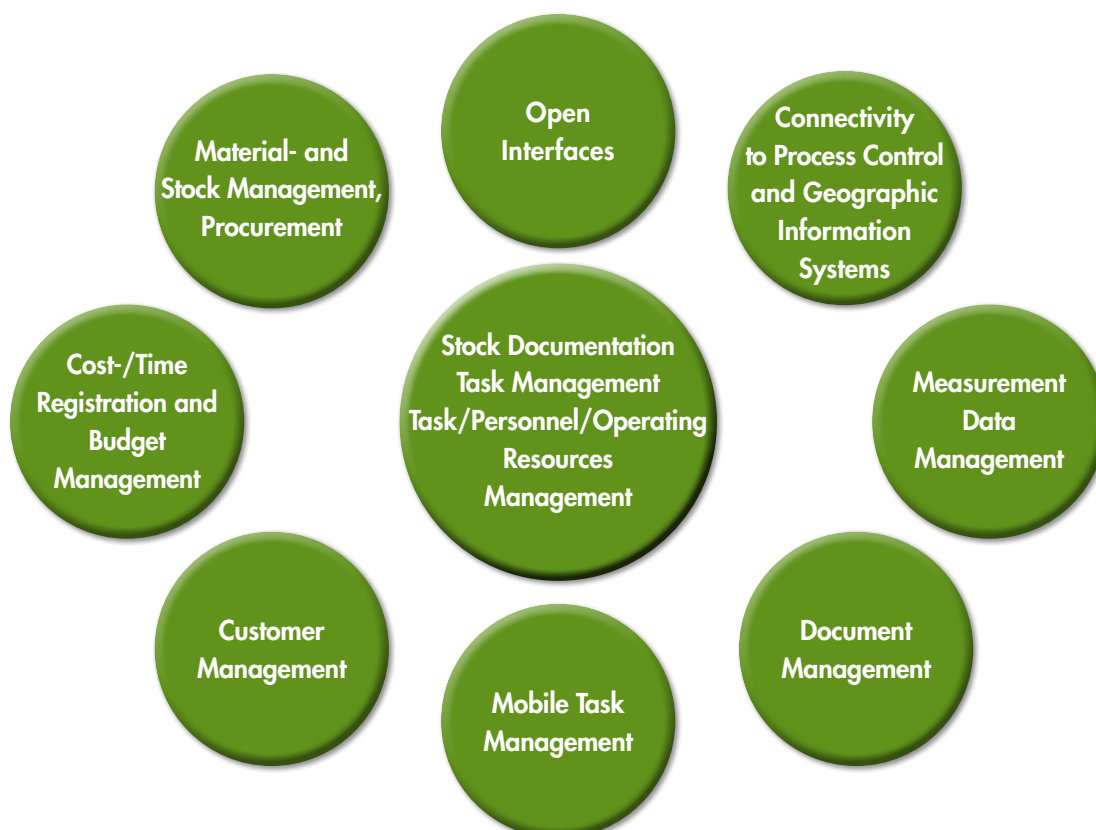 Open
Interfaces
Connectivity
to Process Control
and Geographic
Information
Systems
Material- and
Stock Management,
Procurement
Stock Documentation
Task Management
Task/Personnel/Operating
Resources
Management
Cost-/Time
Registration and
Budget
Management
Measurement
Data
Management
Customer
Management
Document
Management
Mobile Task
Management